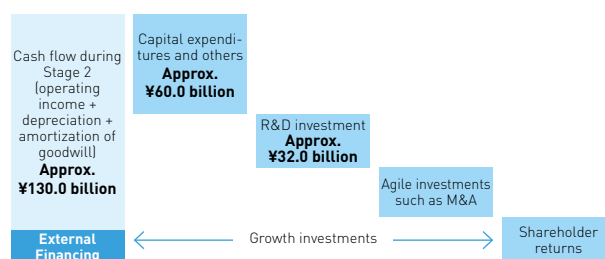 Cash flow during
Stage 2
(operating
income +
depreciation +
amortization of
goodwill)
Approx.
¥130.0 billion
External
Financing
Capital expendi-
tures and others
Approx.
¥60.0 billion
R&D investment
Approx.
¥32.0 billion
Agile investments
such as M&A
Growth investments
Shareholder
returns